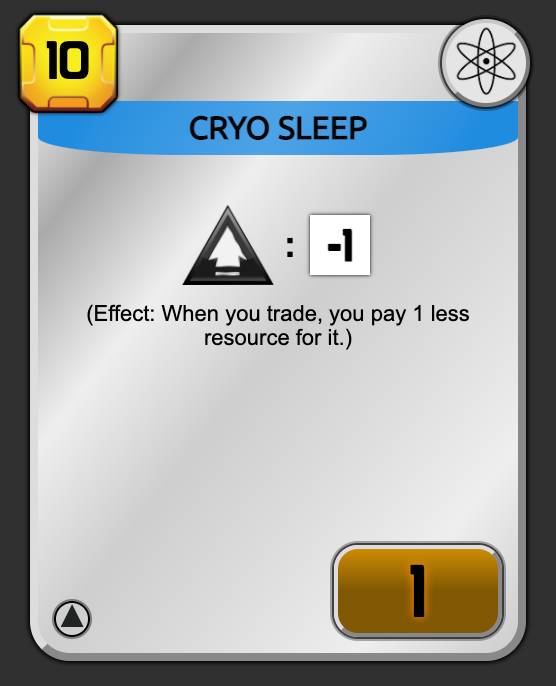 10
CRYO SLEEP
: -1
(Effect: When you trade, you pay 1 less
resource for it.)
1